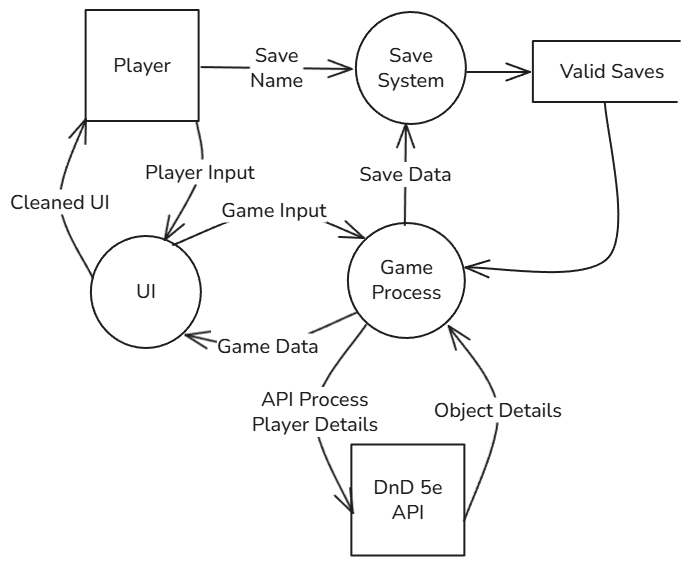 Player
Save
Name
Save
System
Valid Saves
Player Input
Save Data
Cleaned UI
Game Input
UI
Game
Process
Game Data
API Process
Player Details
Object Details
DnD 5e
API